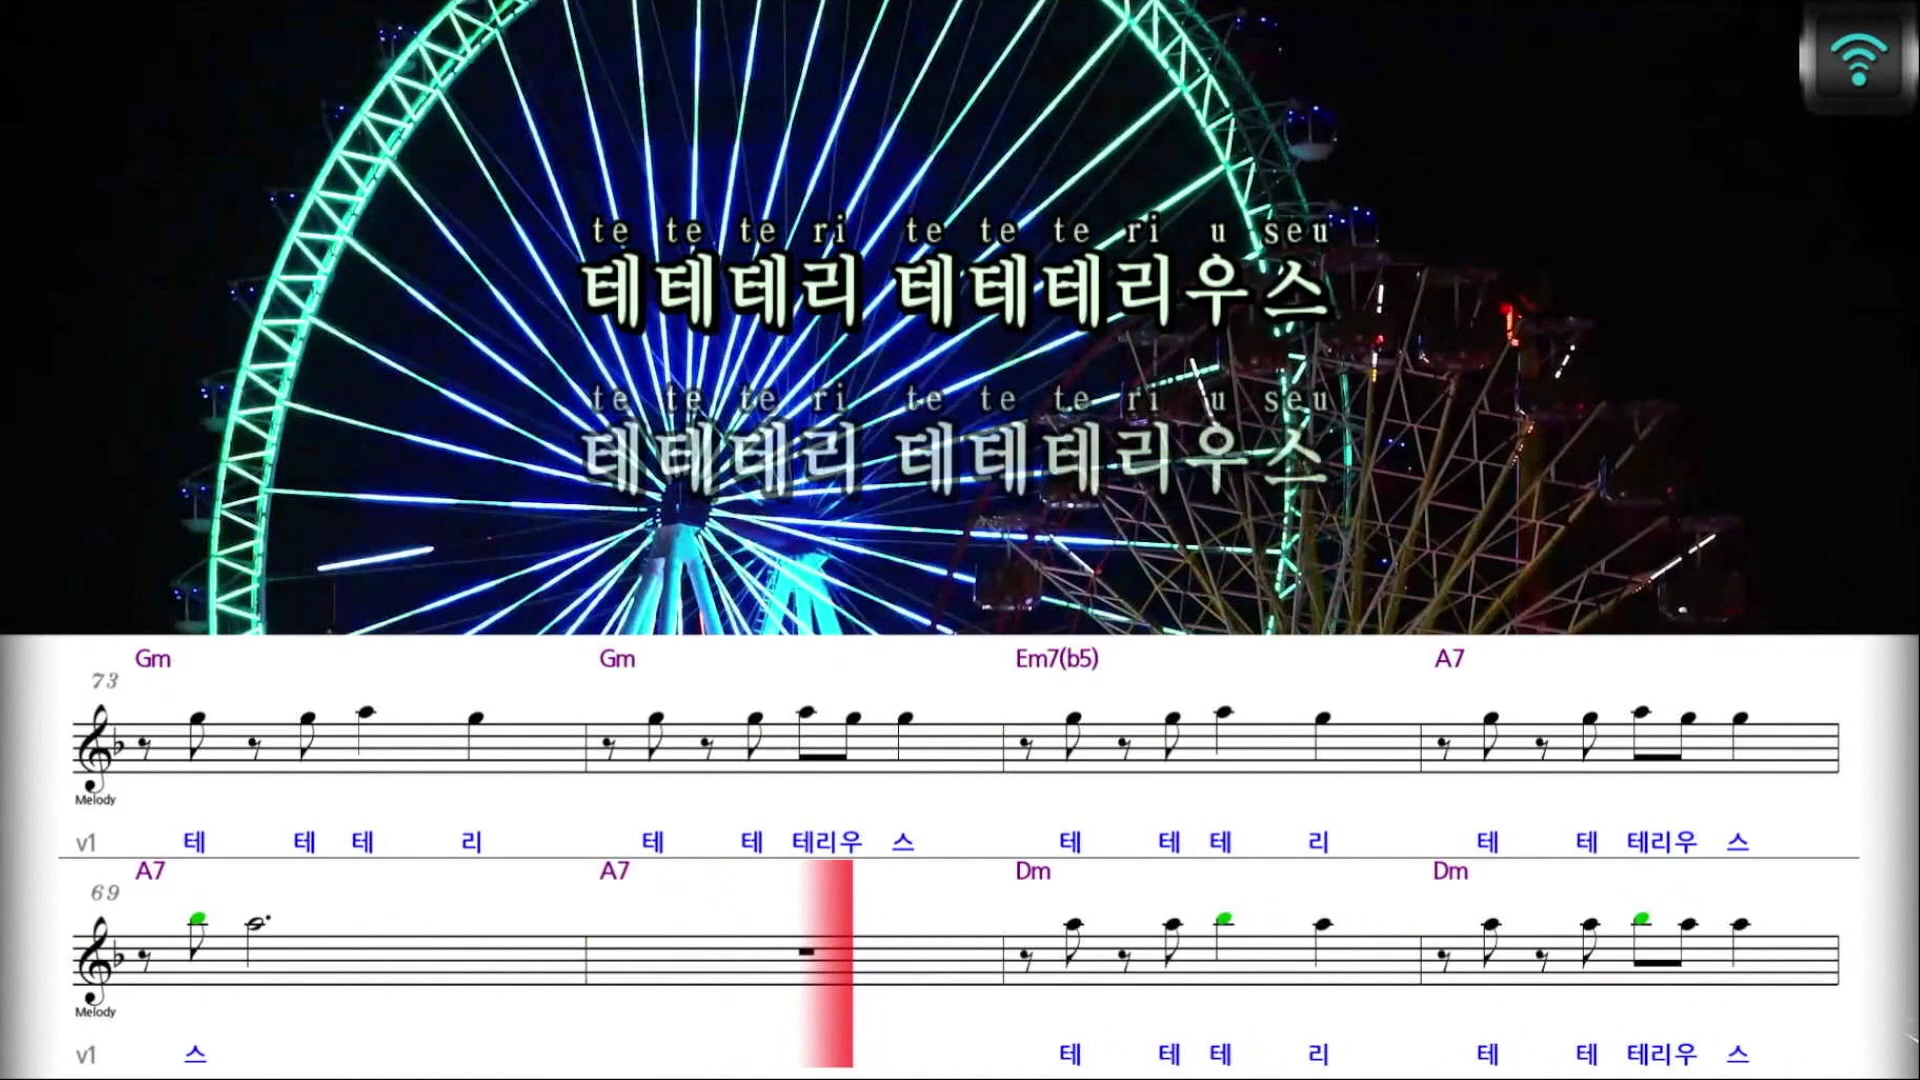 te te te ri te te te ri u seu
테테테리 테테테리우스
te te te ri te te te ri u seu
테테테리 테테테리우스
Gm Gm Em7(b5) A7
73
Melody
v1 테 테 테 리 테 테 테리우 스 테 테 테 리 테 테 테리우 스
A7 A7 Dm Dm
69
Melody
v1 스 테 테 테 리 테 테 테리우 스